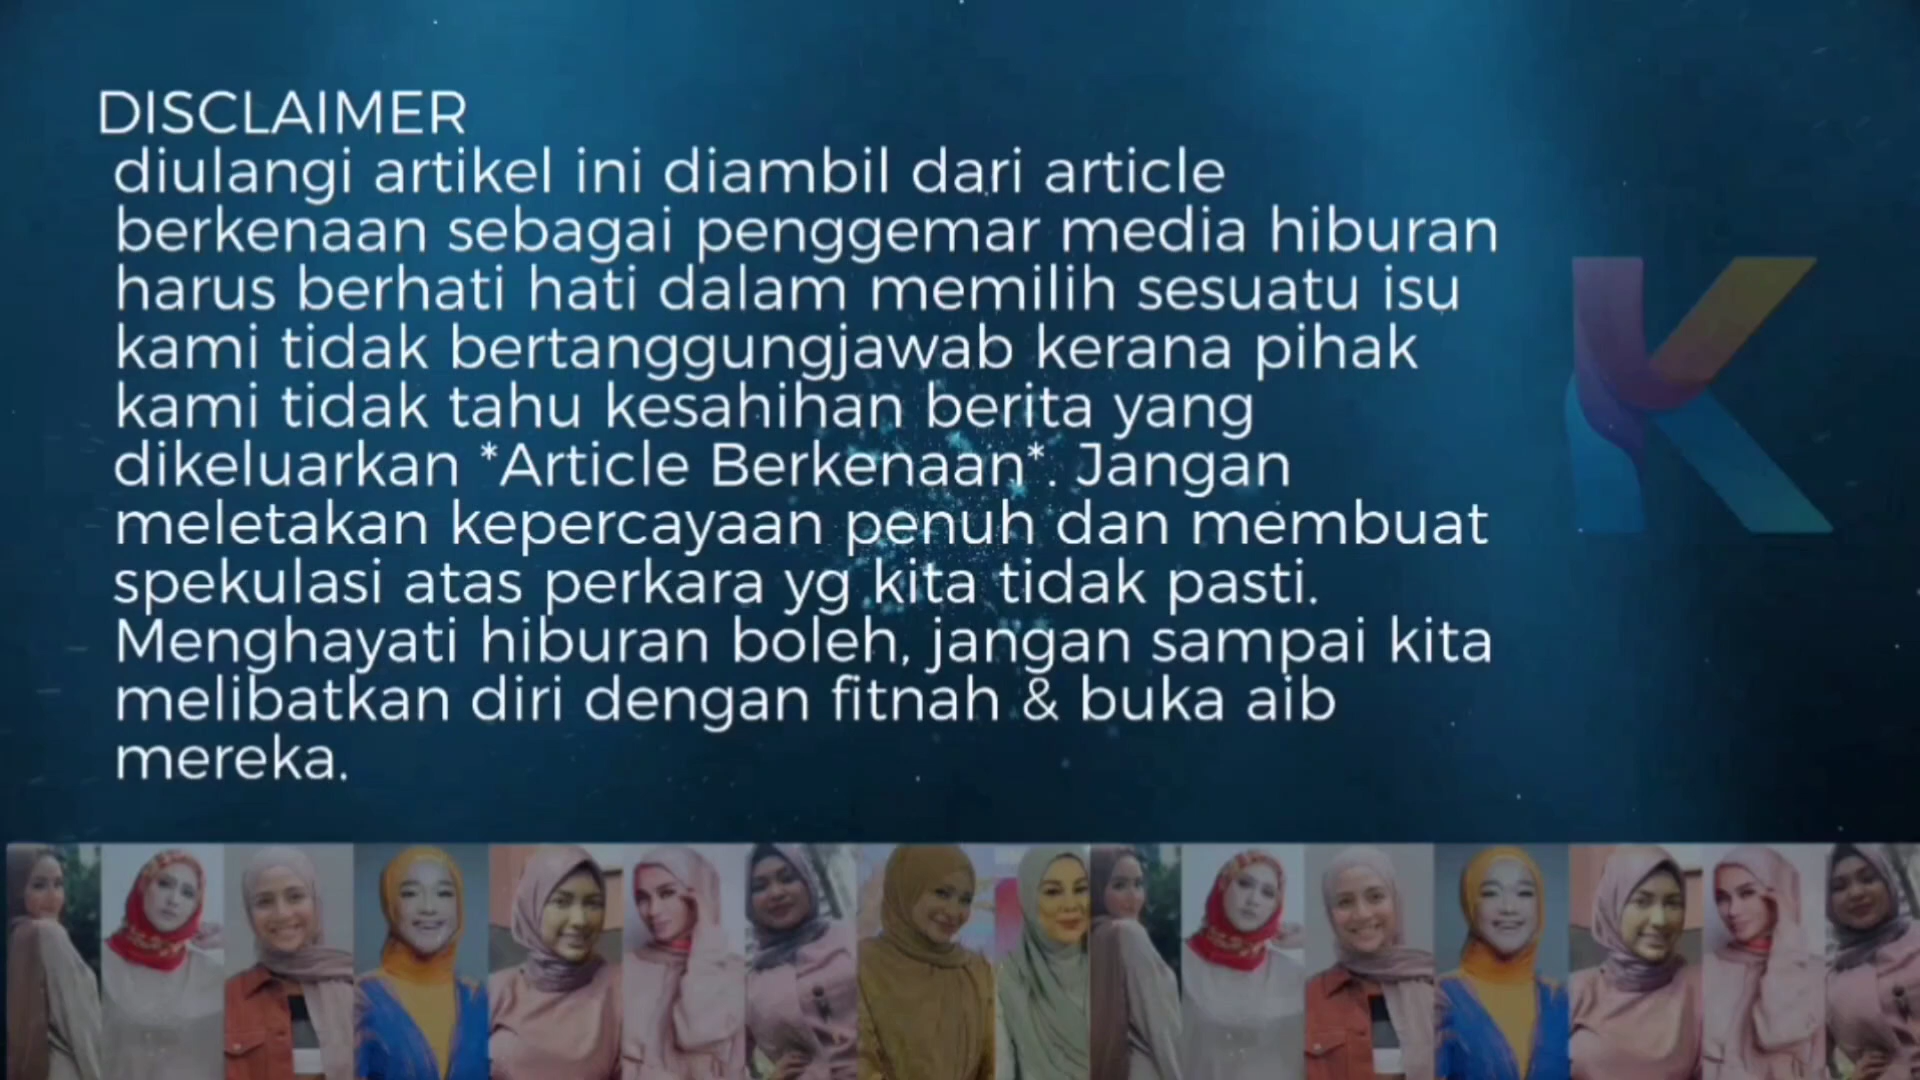 DISCLAIMER
diulangi artikel ini diambil dari article
berkenaan sebagai penggemar media hiburan
harus berhati hati dalam memilih sesuatu isu
kami tidak bertanggungjawab kerana pihak
kami tidak tahu kesahihan berita yang
dikeluarkan *Article Berkenaan*. Jangan
meletakan kepercayaan penuh dan membuat
spekulasi atas perkara yg kita tidak pasti.
Menghayati hiburan boleh, jangan sampai kita
melibatkan diri dengan fitnah & buka aib
mereka.
K